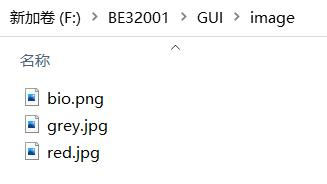 新加卷 (F:) > BE32001 > GUI > image
名称
bio.png
grey.jpg
red.jpg